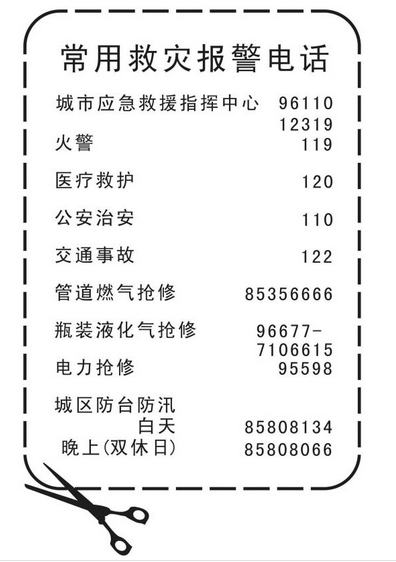 常用救灾报警电话
城市应急救援指挥中心 96110
12319
火警 119
医疗救护 120
公安治安 110
交通事故 122
管道燃气抢修 85356666
瓶装液化气抢修 96677-
7106615
电力抢修 95598
城区防台防汛
白天 85808134
晚上(双休日) 85808066